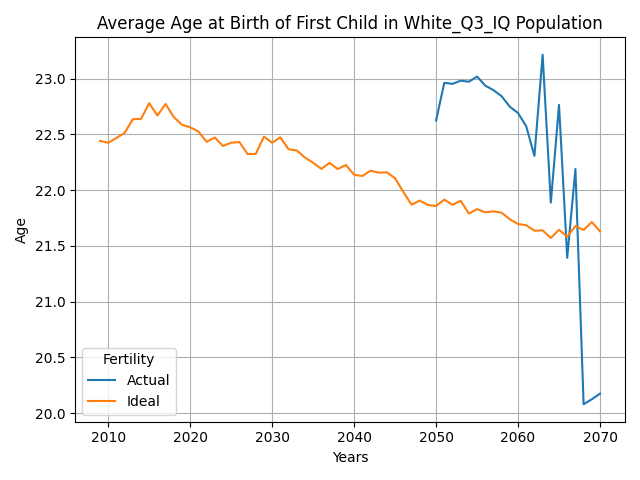 Average Age at Birth of First Child in White_Q3_IQ Population
23.0
22.5
22.0
21.5
21.0
20.5
20.0
Age
Fertility
Actual
Ideal
2010 2020 2030 2040 2050 2060 2070
Years